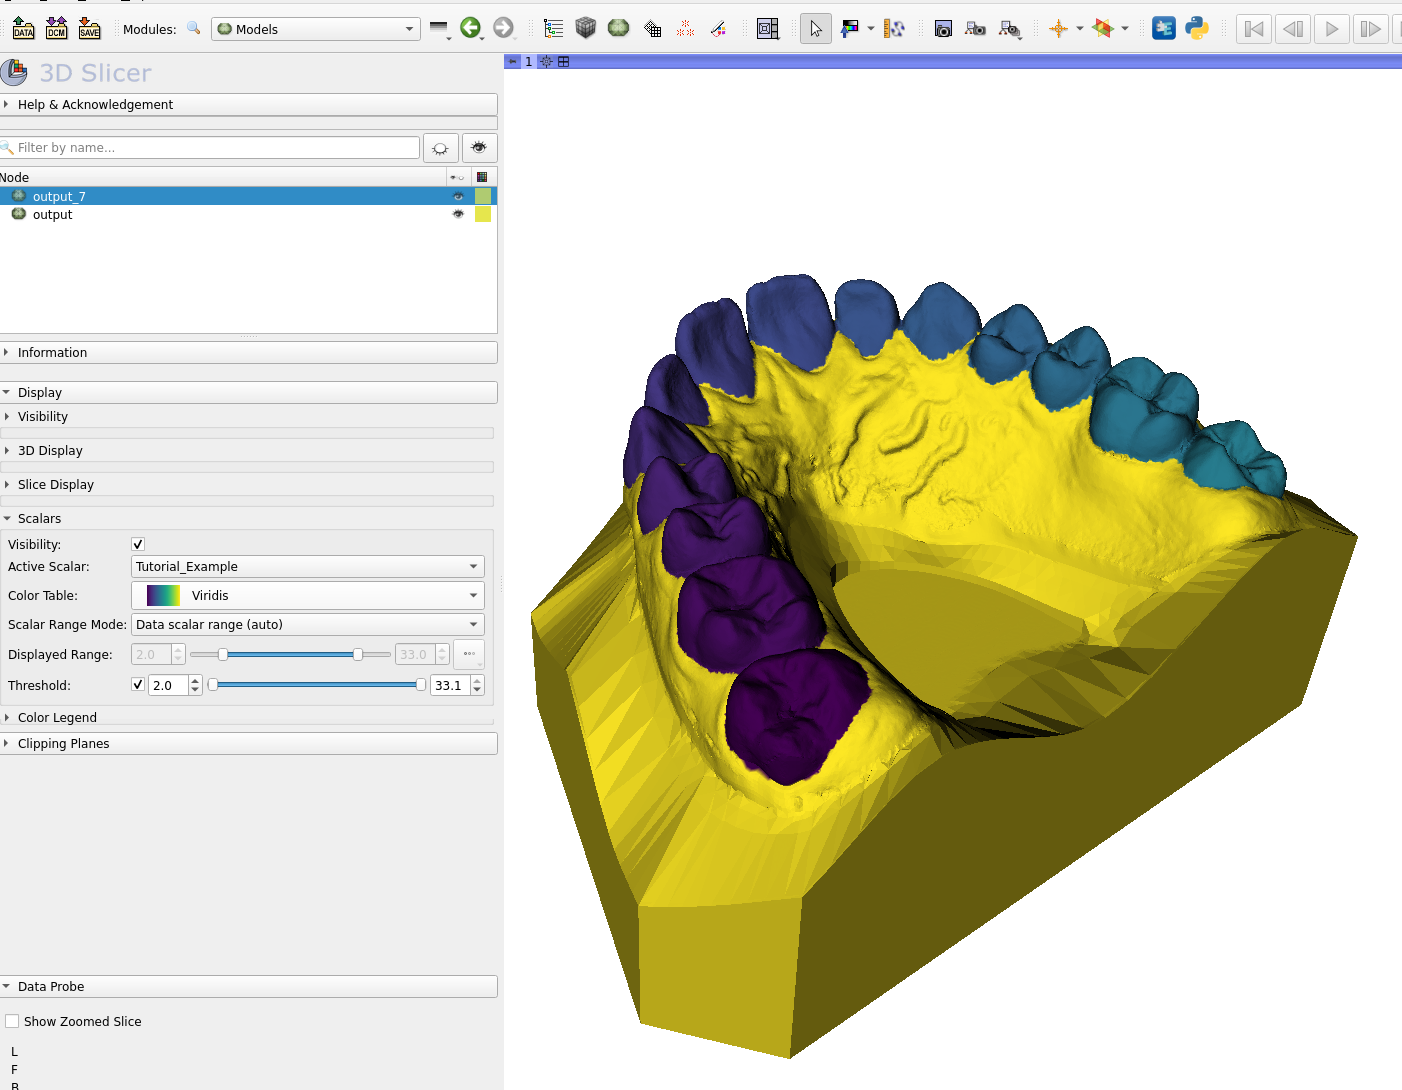 DATA
DCM
SAVE
Modules:
Models
3D Slicer
1
Help & Acknowledgement
Filter by name...
Node
output_7
output
Information
Display
Visibility
3D Display
Slice Display
Scalars
Visibility:
Active Scalar: Tutorial_Example
Color Table: Viridis
Scalar Range Mode: Data scalar range (auto)
Displayed Range: 2.0 33.0
Threshold: 2.0 33.1
Color Legend
Clipping Planes
Data Probe
Show Zoomed Slice
L
F
B